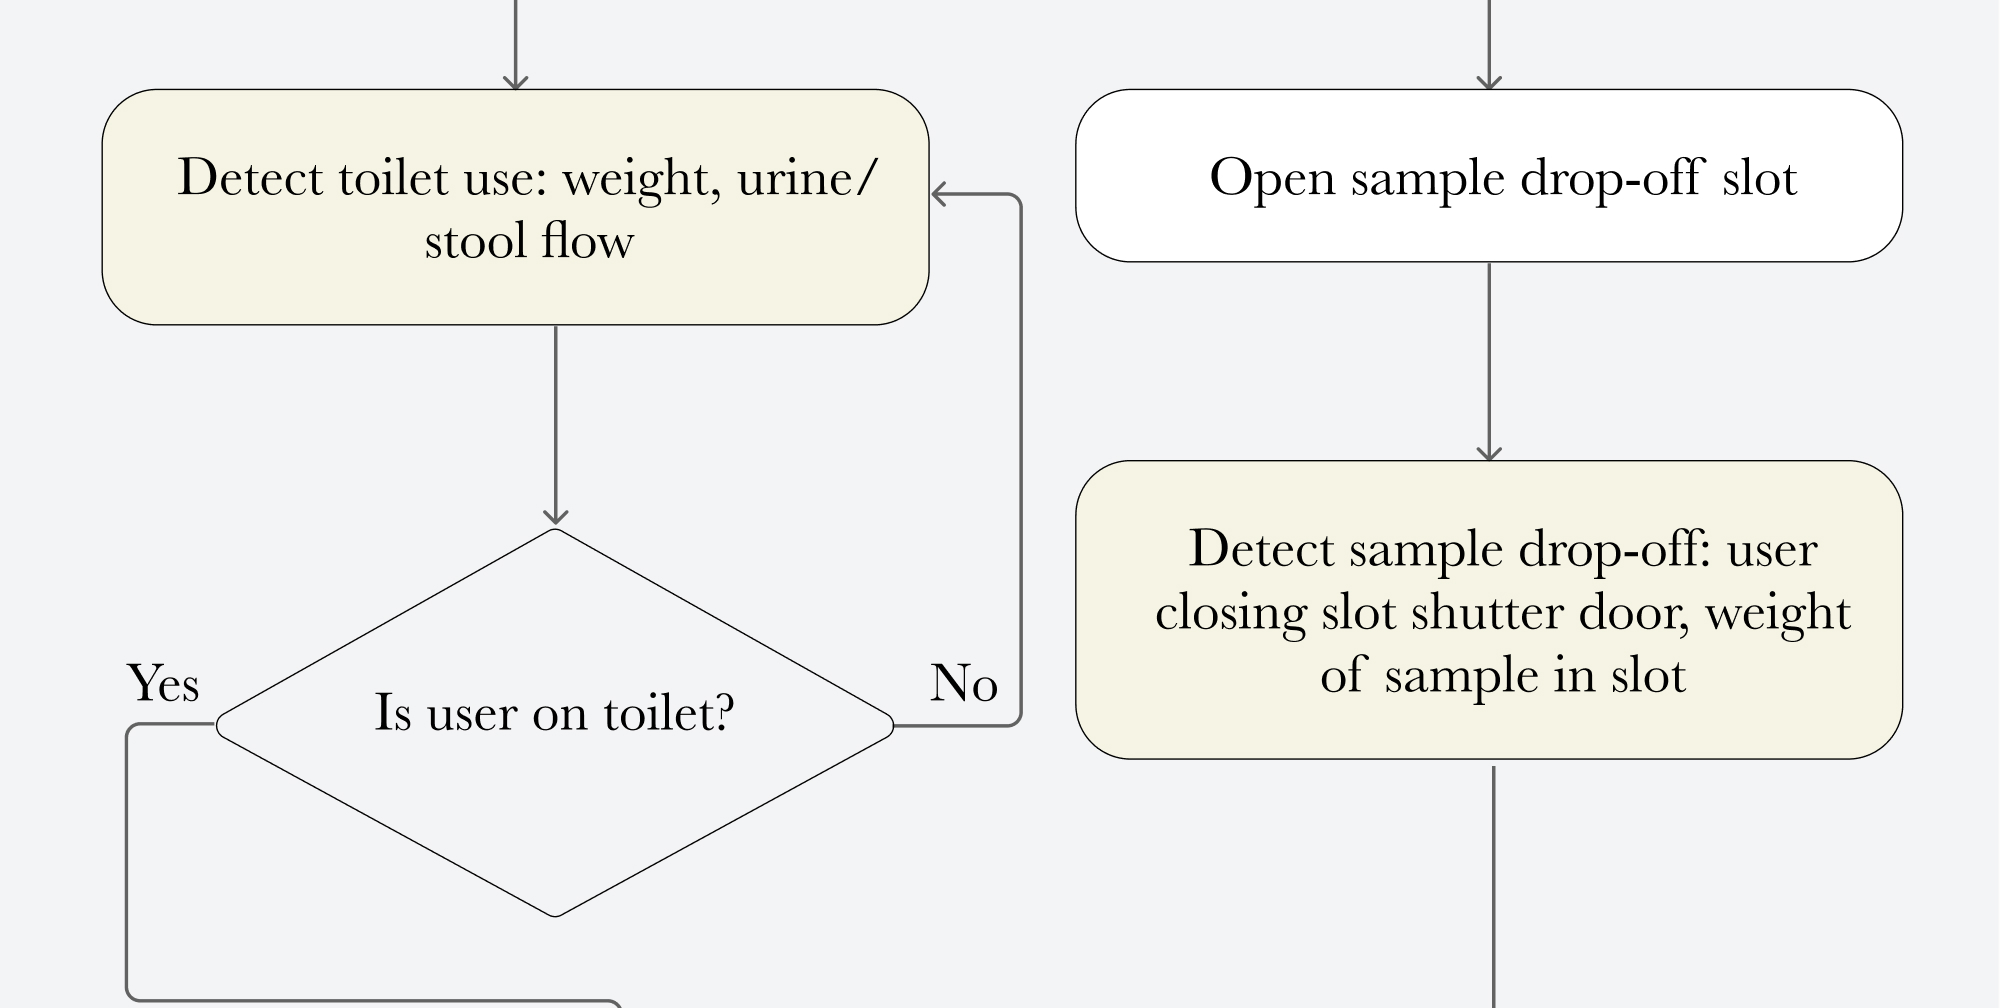 Detect toilet use: weight, urine/
stool flow
Yes
Is user on toilet?
No
Open sample drop-off slot
Detect sample drop-off: user
closing slot shutter door, weight
of sample in slot